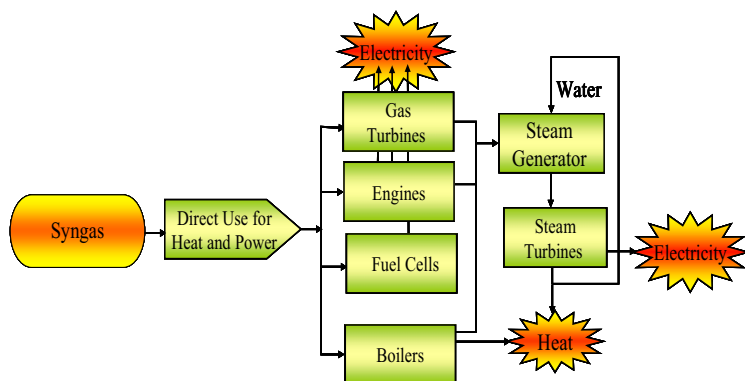 Electricity
Water
Gas
Turbines
Steam
Generator
Engines
Syngas
Direct Use for
Heat and Power
Steam
Turbines
Electricity
Fuel Cells
Boilers
Heat